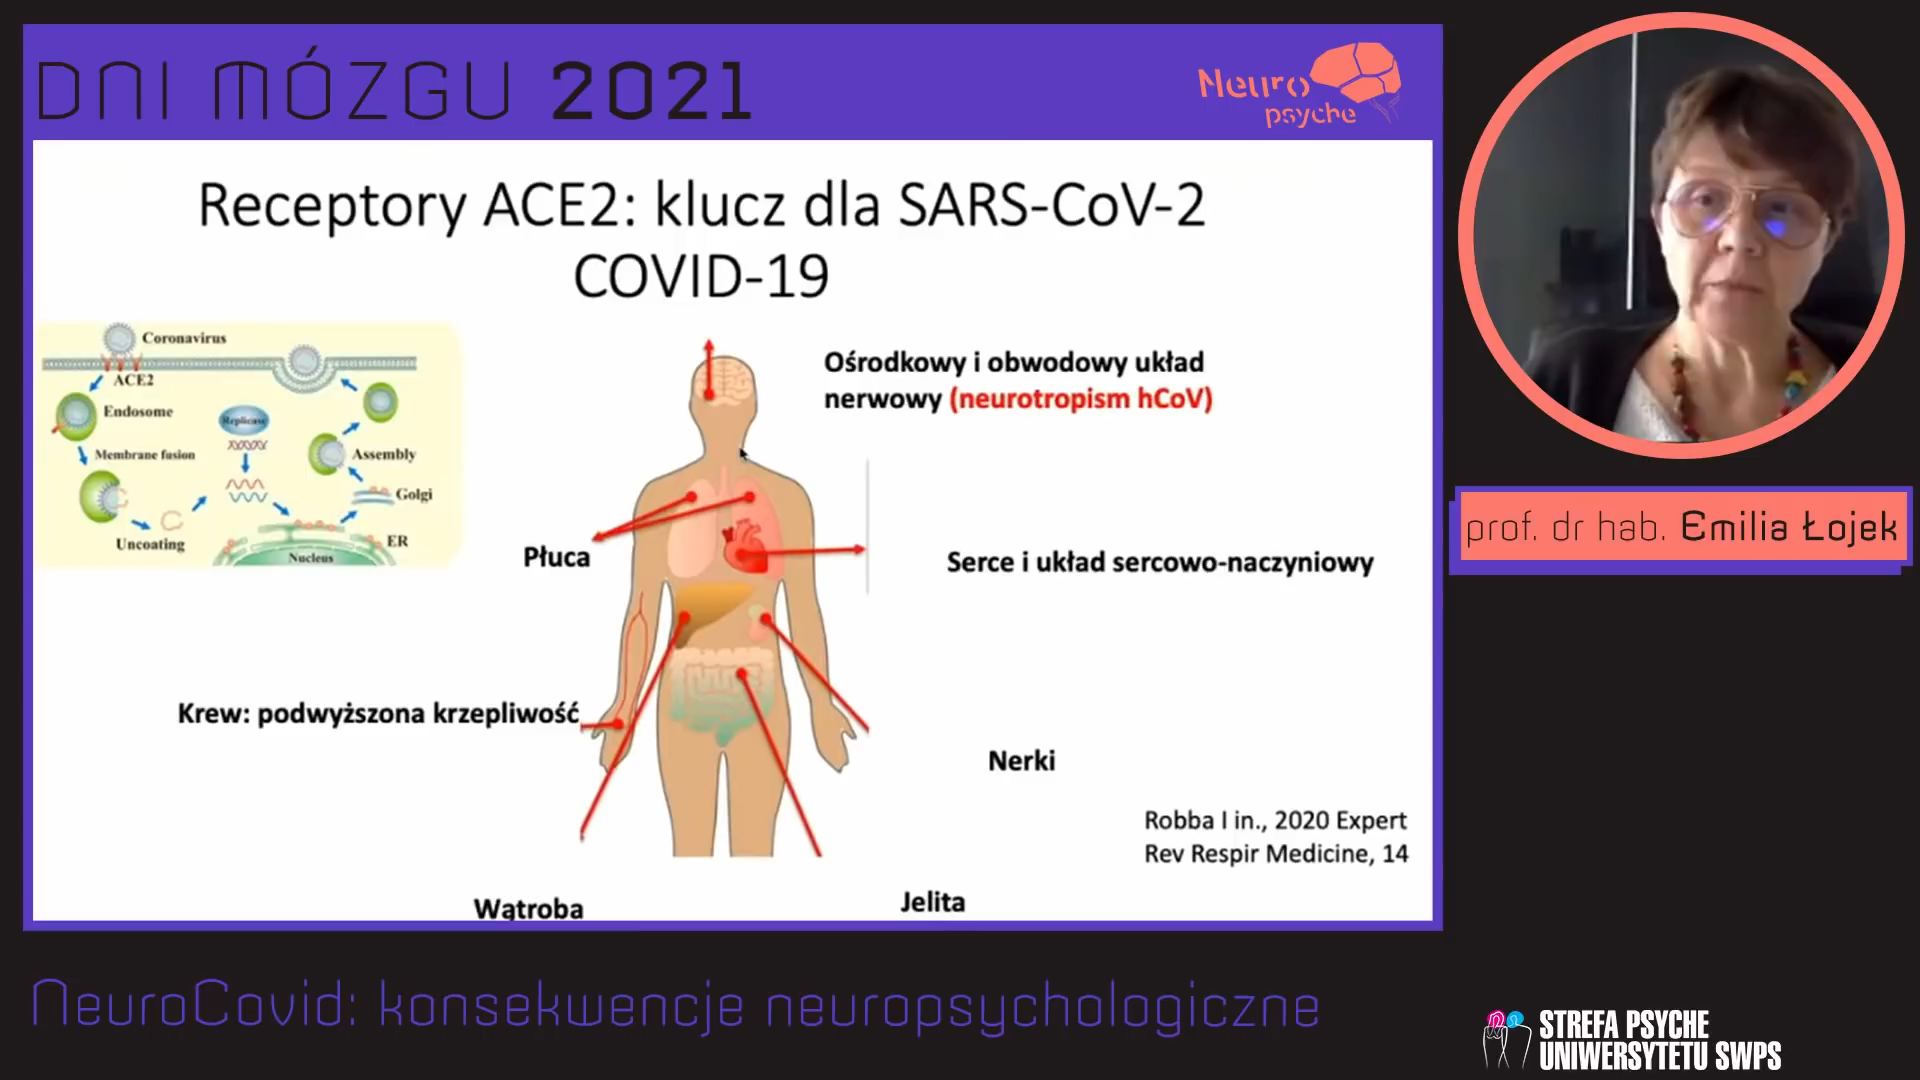 DNI MÓZGU 2021
Neuro
psyche
Receptory ACE2: klucz dla SARS-CoV-2
COVID-19
Coronavirus
ACE2
Endosome
Replicase
Membrane fusion
Assembly
Golgi
Uncoating
ER
Nucleus
Ośrodkowy i obwodowy układ
nerwowy (neurotropism hCoV)
Płuca
Serce i układ sercowo-naczyniowy
Krew: podwyższona krzepliwość
Nerki
Robba I in., 2020 Expert
Rev Respir Medicine, 14
Wątroba
Jelita
prof. dr hab. Emilia Łojek
NeuroCovid: konsekwencje neuropsychologiczne
STREFA PSYCHE
UNIWERSYTETU SWPS